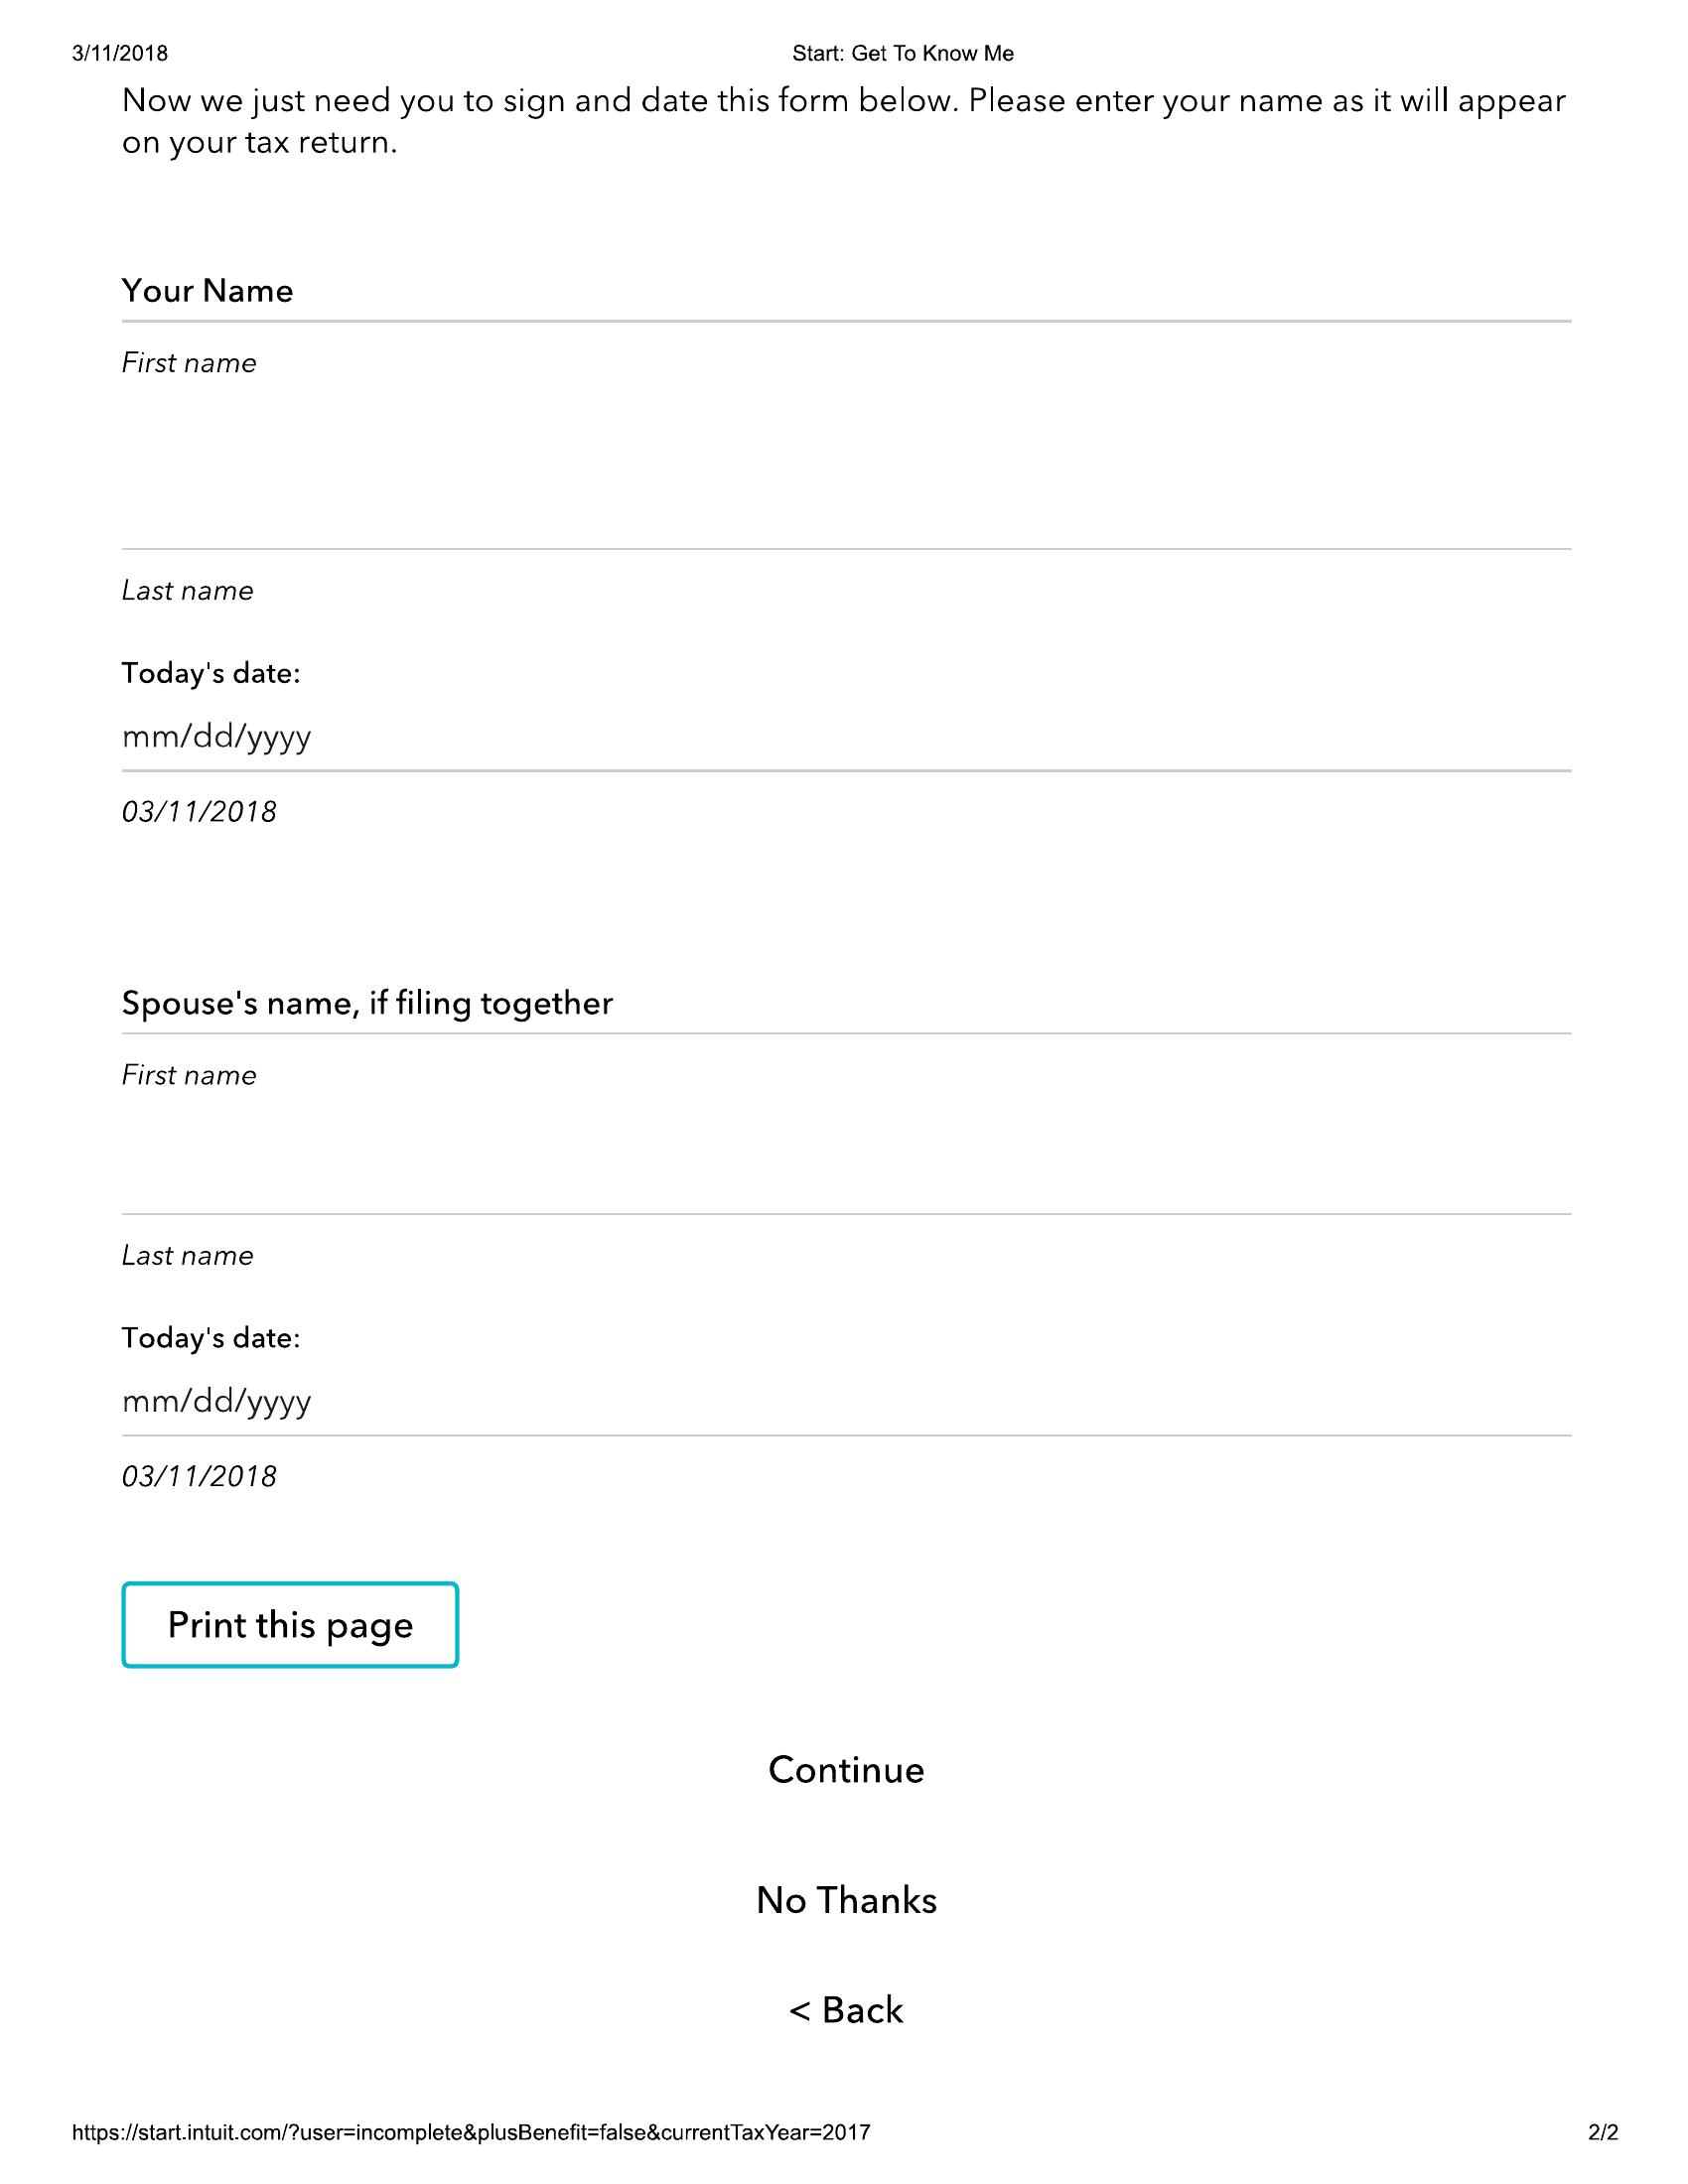 3/11/2018 Start: Get To Know Me
Now we just need you to sign and date this form below. Please enter your name as it will appear
on your tax return.
Your Name
First name
Last name
Today's date:
mm/dd/yyyy
03/11/2018
Spouse's name, if filing together
First name
Last name
Today's date:
mm/dd/yyyy
03/11/2018
Print this page
Continue
No Thanks
< Back
https://start.intuit.com/?user=incomplete&plusBenefit=false&currentTaxYear=2017 2/2